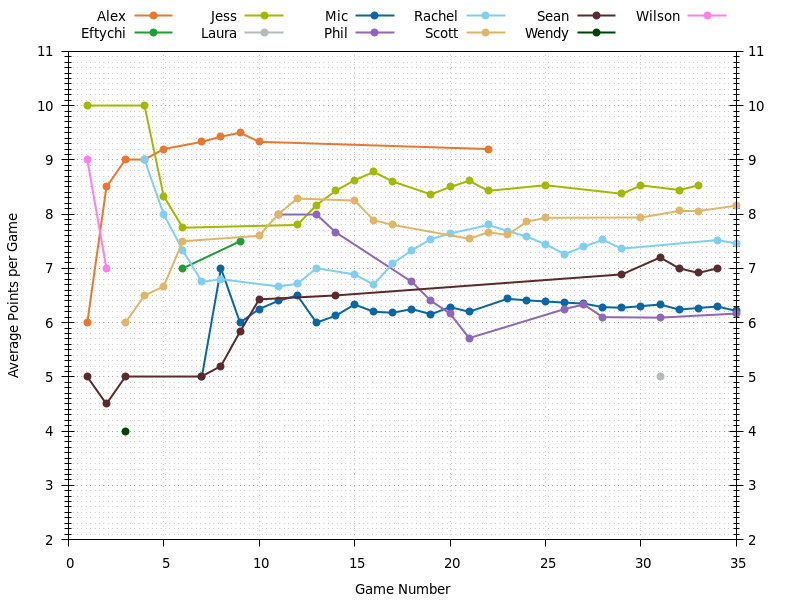 Alex Jess Mic Rachel Sean Wilson
Eftychi Laura Phil Scott Wendy
11 11
10 10
9 9
8 8
7 7
6 6
5 5
4 4
3 3
2 2
0 5 10 15 20 25 30 35
Average Points per Game
Game Number